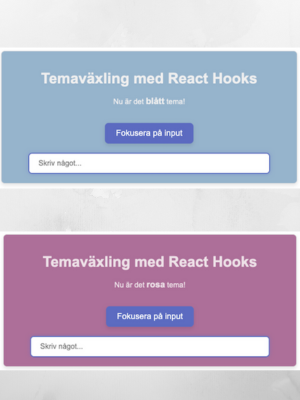 Temaväxling med React Hooks
Nu är det blått tema!
Fokusera på input
Skriv något...
Temaväxling med React Hooks
Nu är det rosa tema!
Fokusera på input
Skriv något...